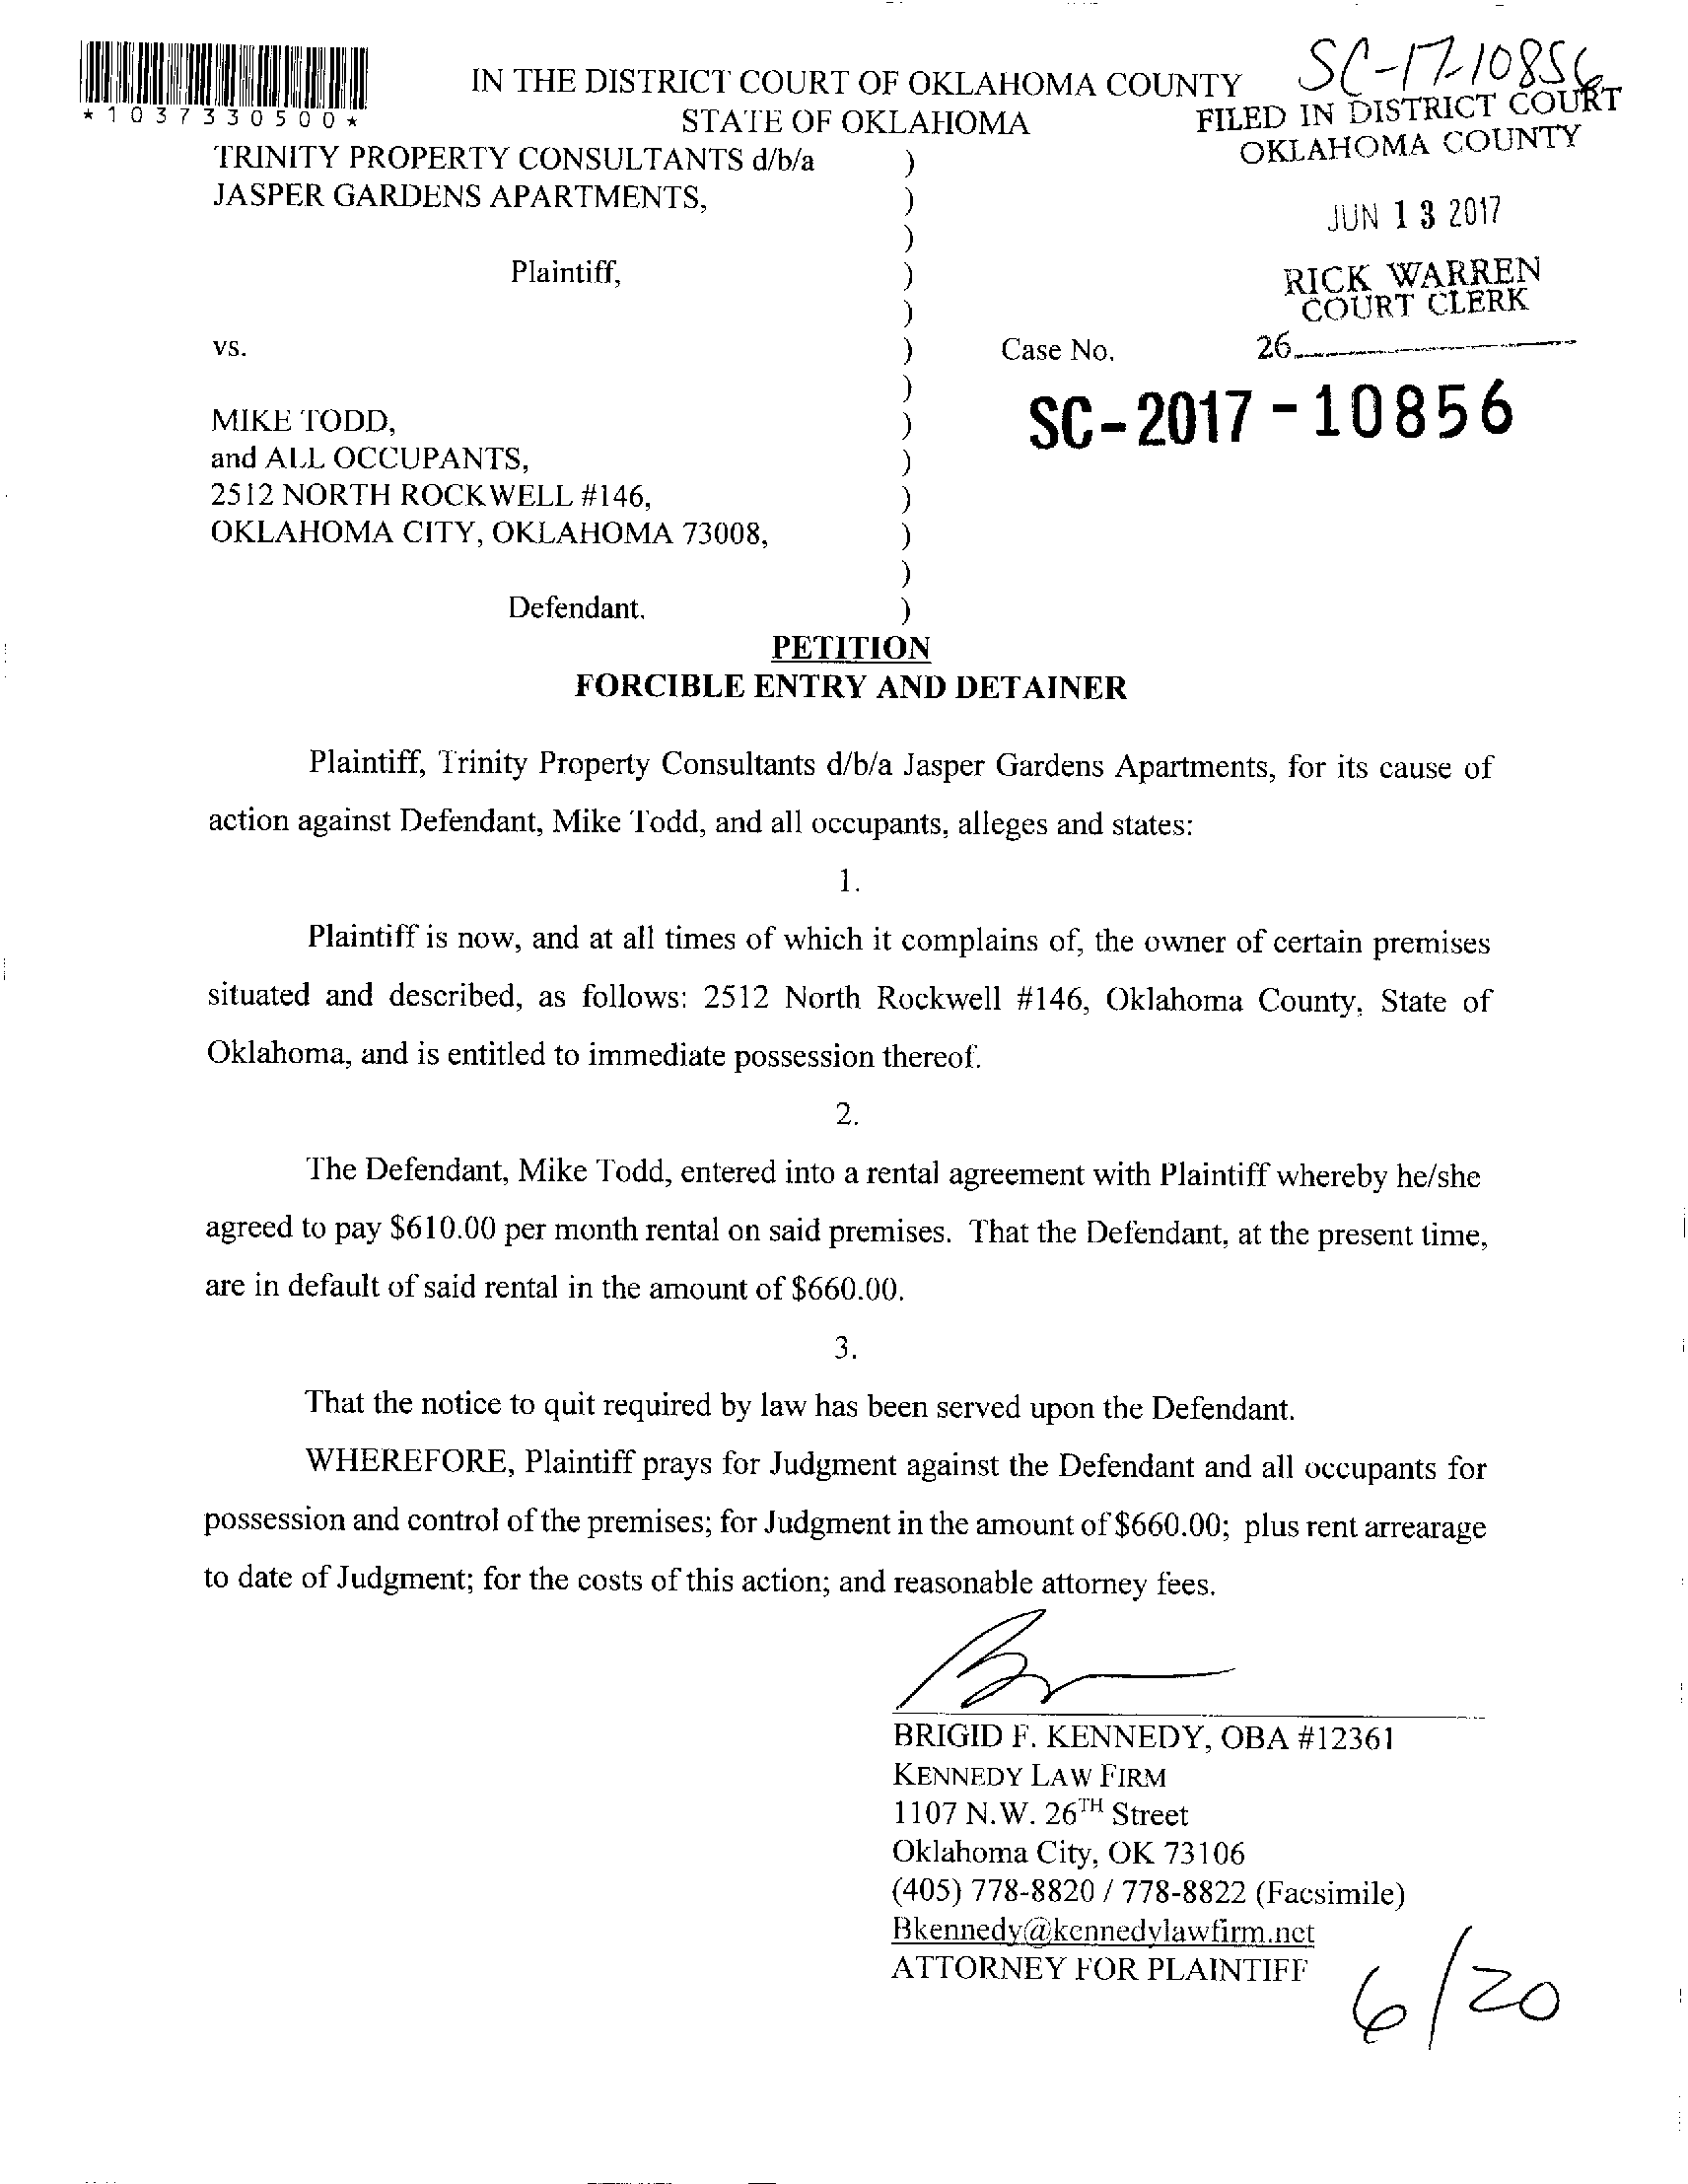 SC-17-10856
IN THE DISTRICT COURT OF OKLAHOMA COUNTY
STATE OF OKLAHOMA
*1037330500*
FILED IN DISTRICT COURT
OKLAHOMA COUNTY
JUN 13 2017
RICK WARREN
COURT CLERK
26
TRINITY PROPERTY CONSULTANTS d/b/a )
JASPER GARDENS APARTMENTS, )
)
Plaintiff, )
)
vs. ) Case No.
)
SC-2017-10856
MIKE TODD, )
and ALL OCCUPANTS, )
2512 NORTH ROCKWELL #146, )
OKLAHOMA CITY, OKLAHOMA 73008, )
)
Defendant. )
PETITION
FORCIBLE ENTRY AND DETAINER
Plaintiff, Trinity Property Consultants d/b/a Jasper Gardens Apartments, for its cause of
action against Defendant, Mike Todd, and all occupants, alleges and states:
1.
Plaintiff is now, and at all times of which it complains of, the owner of certain premises
situated and described, as follows: 2512 North Rockwell #146, Oklahoma County, State of
Oklahoma, and is entitled to immediate possession thereof.
2.
The Defendant, Mike Todd, entered into a rental agreement with Plaintiff whereby he/she
agreed to pay $610.00 per month rental on said premises. That the Defendant, at the present time,
are in default of said rental in the amount of $660.00.
3.
That the notice to quit required by law has been served upon the Defendant.
WHEREFORE, Plaintiff prays for Judgment against the Defendant and all occupants for
possession and control of the premises; for Judgment in the amount of $660.00; plus rent arrearage
to date of Judgment; for the costs of this action; and reasonable attorney fees.
BRIGID F. KENNEDY, OBA #12361
KENNEDY LAW FIRM
1107 N.W. 26TH Street
Oklahoma City, OK 73106
(405) 778-8820 / 778-8822 (Facsimile)
Bkennedy@kennedylawfirm.net
ATTORNEY FOR PLAINTIFF
6/20